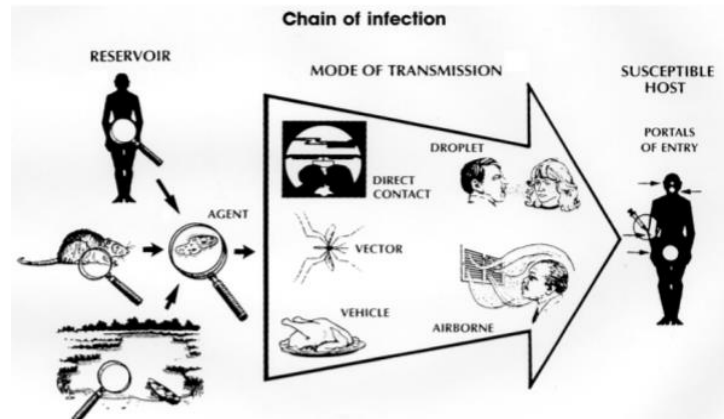 Chain of infection
RESERVOIR
MODE OF TRANSMISSION
SUSCEPTIBLE
HOST
PORTALS
OF ENTRY
DROPLET
DIRECT
CONTACT
AGENT
VECTOR
VEHICLE
AIRBORNE